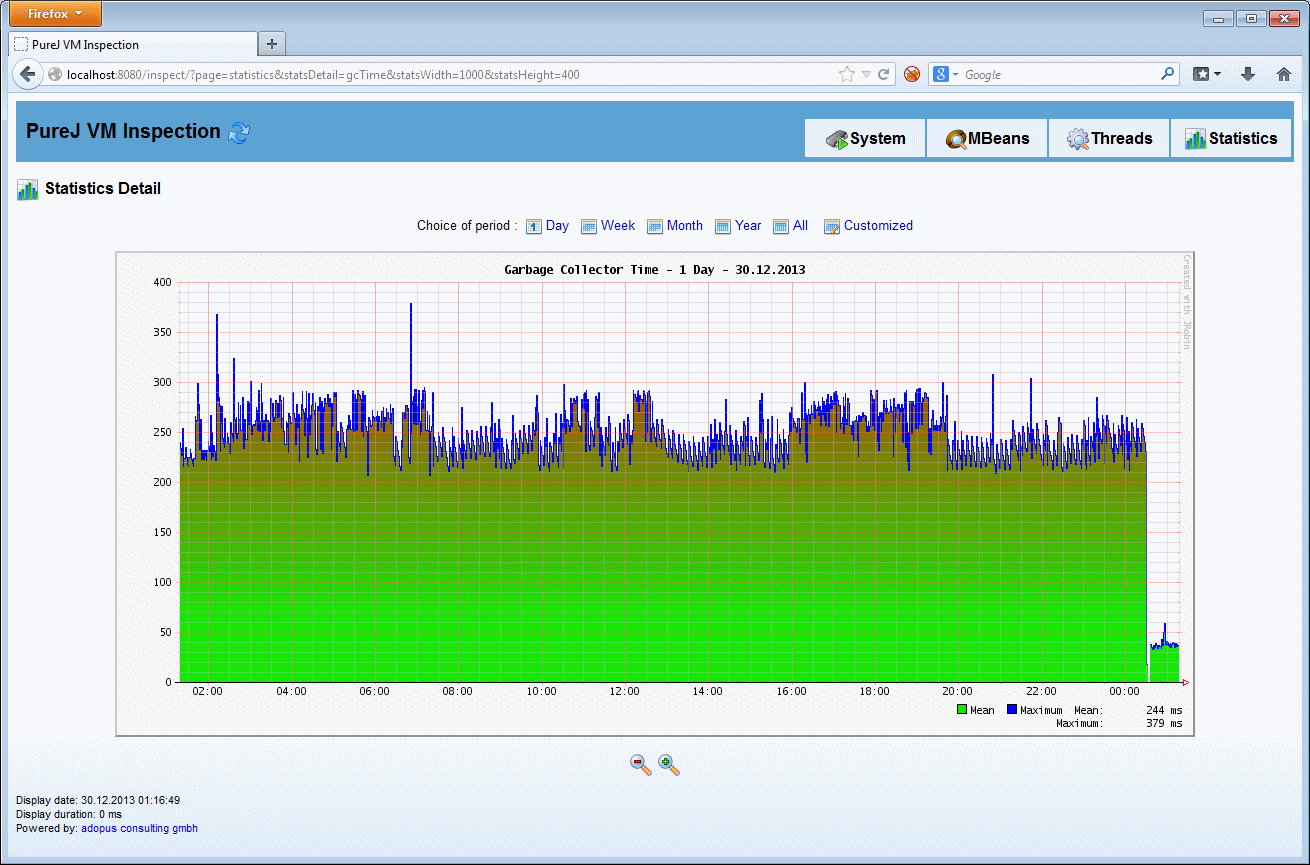 Firefox
PureJ VM Inspection
localhost:8080/inspect/?page=statistics&statsDetail=gcTime&statsWidth=1000&statsHeight=400
8 Google
PureJ VM Inspection
System MBeans Threads Statistics
Statistics Detail
Choice of period : 1 Day Week Month Year All Customized
Garbage Collector Time - 1 Day - 30.12.2013
Created with JRobin
400
350
300
250
200
150
100
50
0
02:00 04:00 06:00 08:00 10:00 12:00 14:00 16:00 18:00 20:00 22:00 00:00
Mean Maximum Mean: 244 ms
Maximum: 379 ms
Display date: 30.12.2013 01:16:49
Display duration: 0 ms
Powered by: adopus consulting gmbh